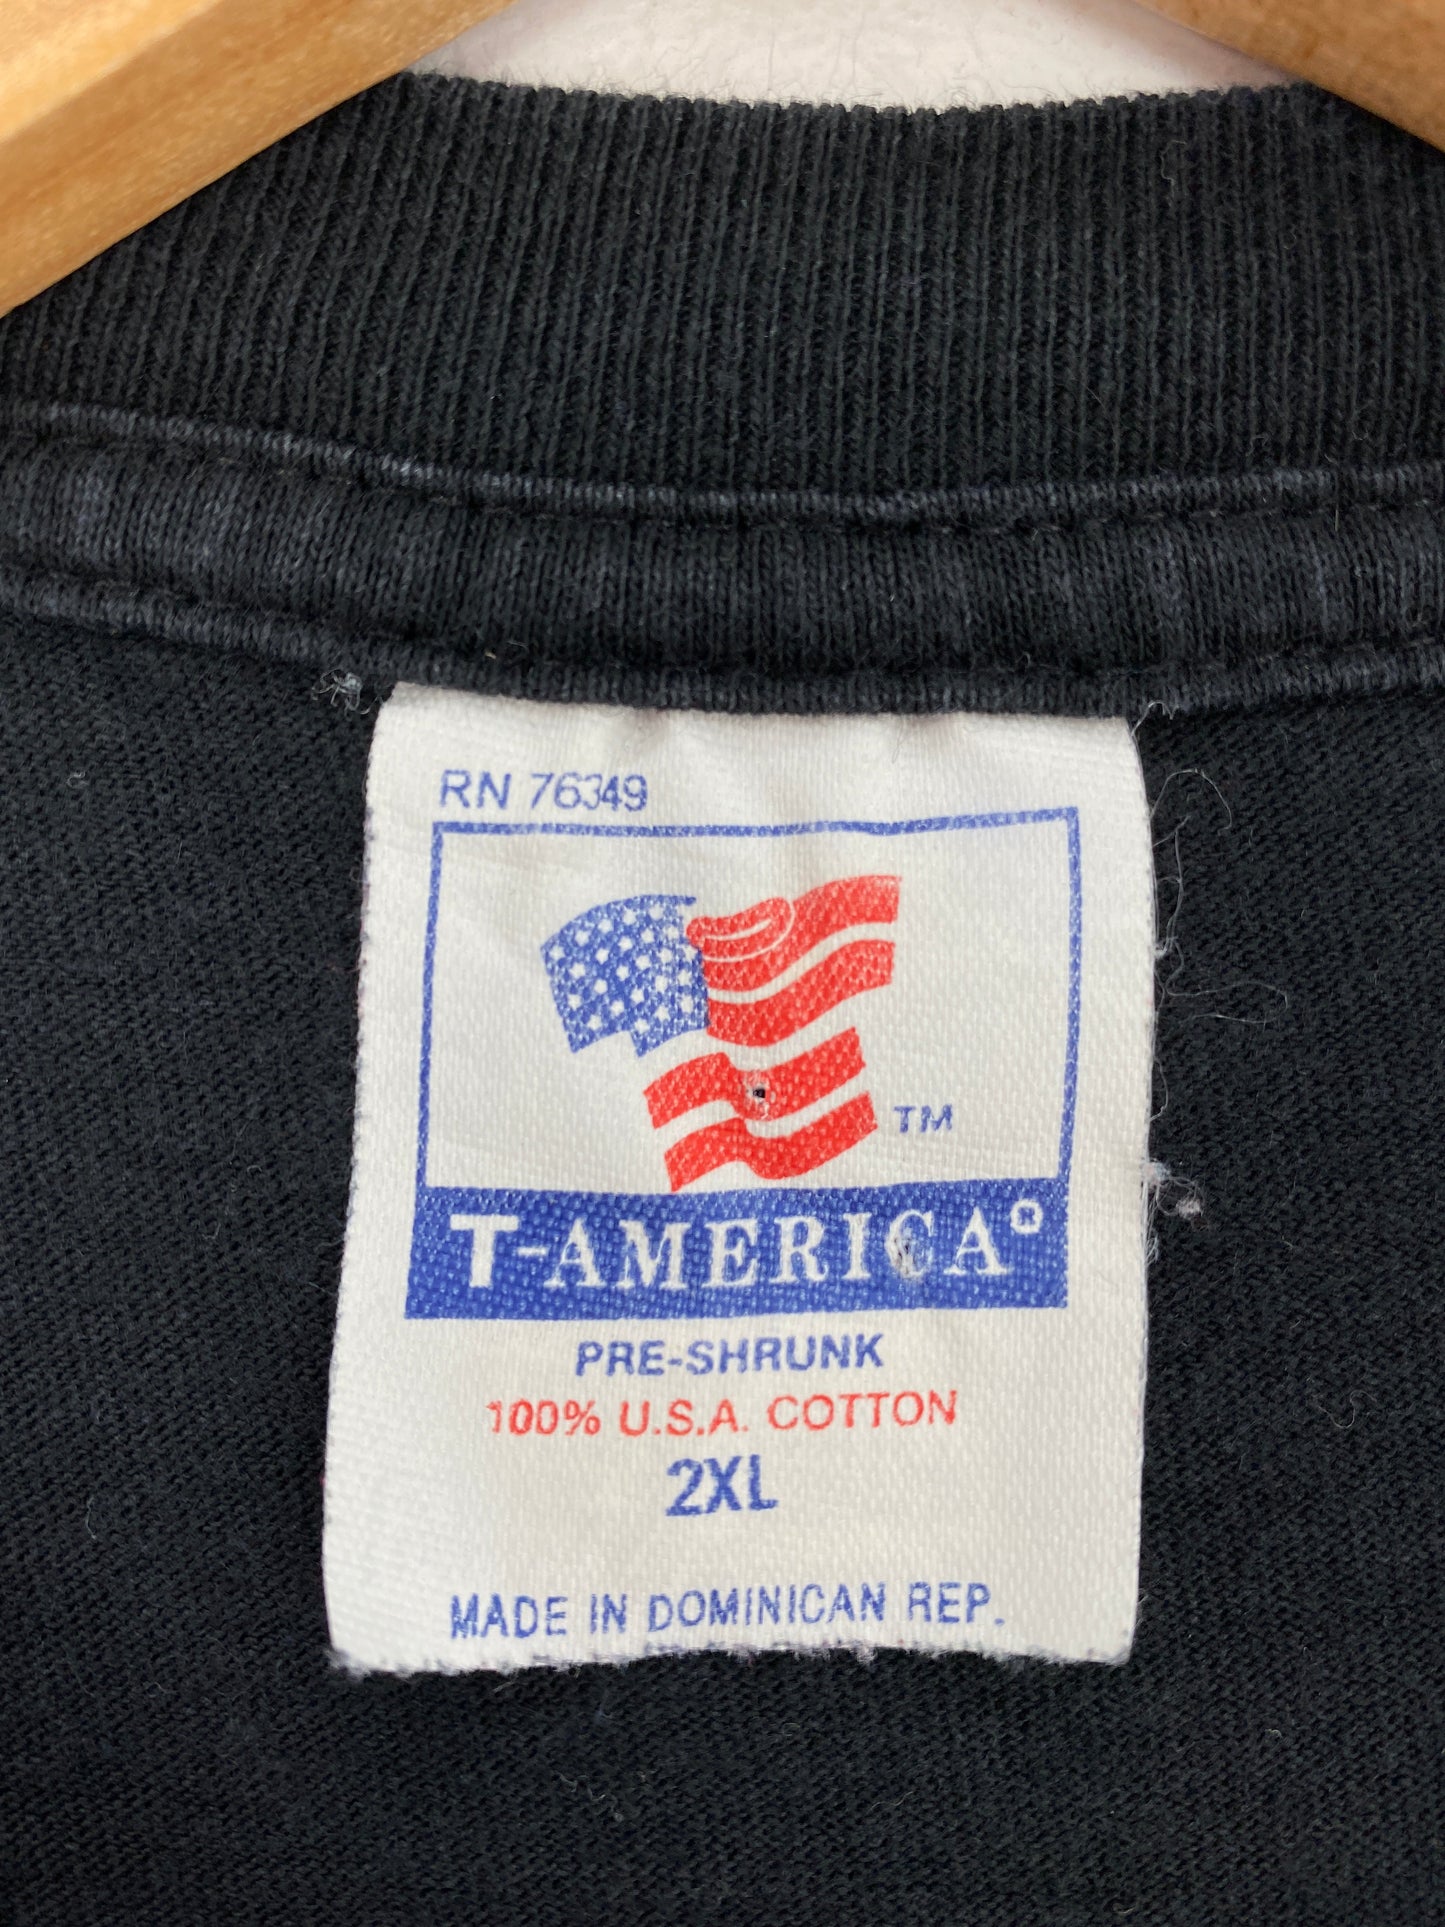 RN 76349
TM
T-AMERICA®
PRE-SHRUNK
100% U.S.A. COTTON
2XL
MADE IN DOMINICAN REP.